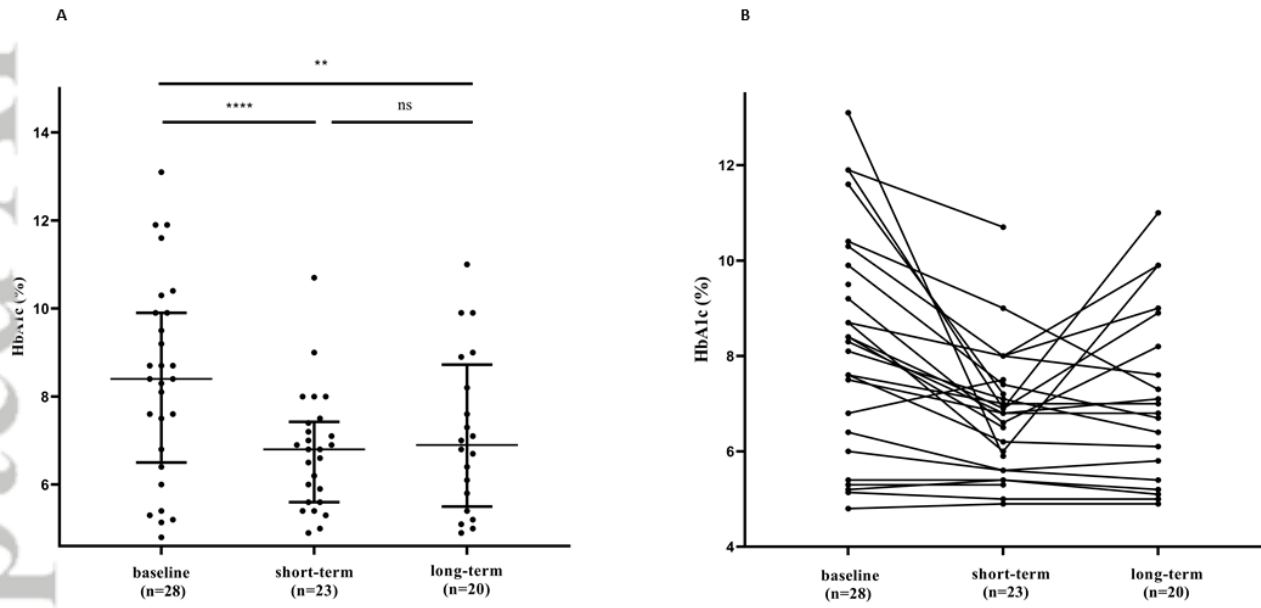 A
B
**
****
ns
14
12
10
8
6
HbA1c (%)
baseline
(n=28)
short-term
(n=23)
long-term
(n=20)
12
10
8
6
4
HbA1c (%)
baseline
(n=28)
short-term
(n=23)
long-term
(n=20)